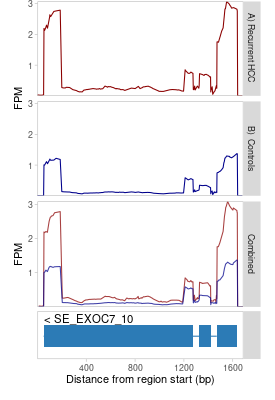 3
2
1
FPM
A) Recurrent HCC
3
2
1
B) Controls
3
2
1
FPM
Combined
< SE_EXOC7_10
400 800 1200 1600
Distance from region start (bp)